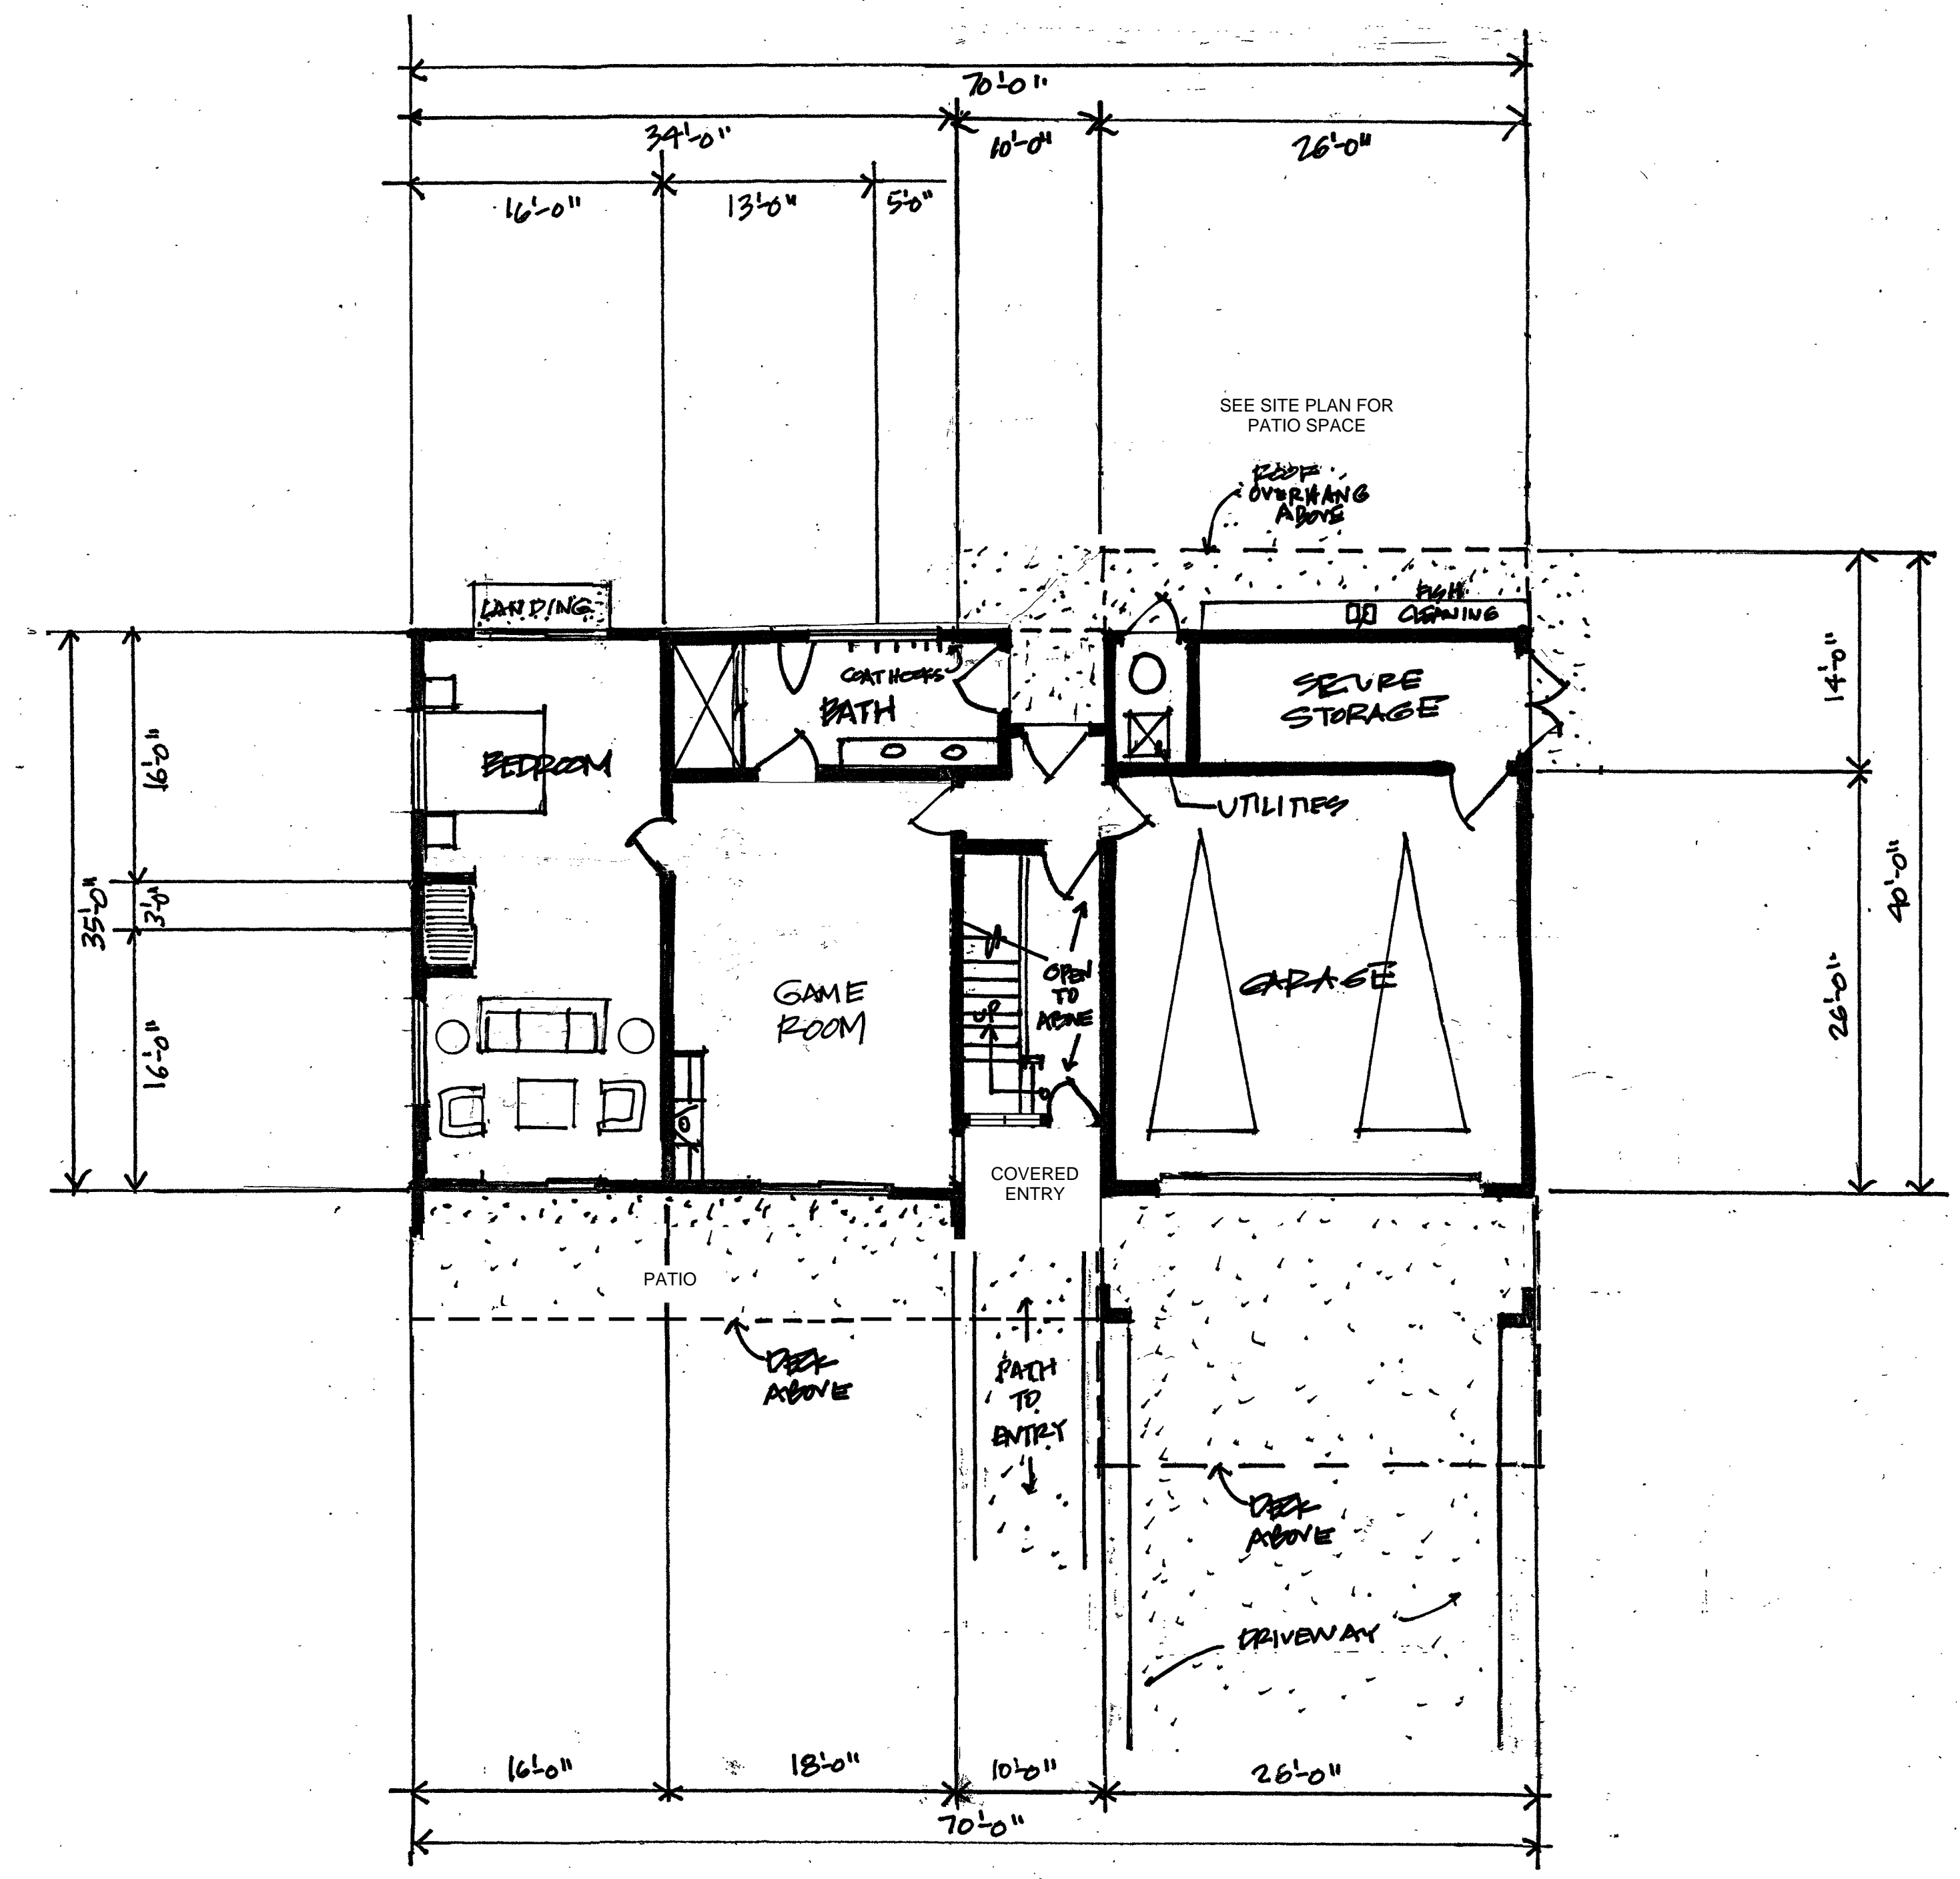 70'-0"
34'-0"
10'-0"
26'-0"
16'-0"
13'-0"
5'-0"
SEE SITE PLAN FOR
PATIO SPACE
ROOF
OVERHANG
ABOVE
LANDING
FISH
CLEANING
COAT HOOKS
BATH
SECURE
STORAGE
14'-0"
BEDROOM
16'-0"
UTILITIES
35'-0"
3'-0"
40'-0"
GAME
ROOM
OPEN
TO
ABOVE
UP
GARAGE
26'-0"
16'-0"
COVERED
ENTRY
PATIO
DECK
ABOVE
PATH
TO
ENTRY
DECK
ABOVE
DRIVEWAY
16'-0"
18'-0"
10'-0"
26'-0"
70'-0"